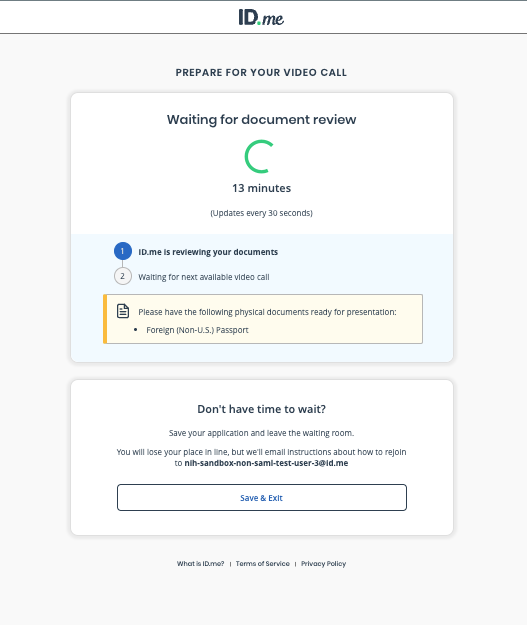 ID.me
PREPARE FOR YOUR VIDEO CALL
Waiting for document review
13 minutes
(Updates every 30 seconds)
1 ID.me is reviewing your documents
2 Waiting for next available video call
Please have the following physical documents ready for presentation:
• Foreign (Non-U.S.) Passport
Don't have time to wait?
Save your application and leave the waiting room.
You will lose your place in line, but we'll email instructions about how to rejoin
to nih-sandbox-non-saml-test-user-3@id.me
Save & Exit
What is ID.me? | Terms of Service | Privacy Policy